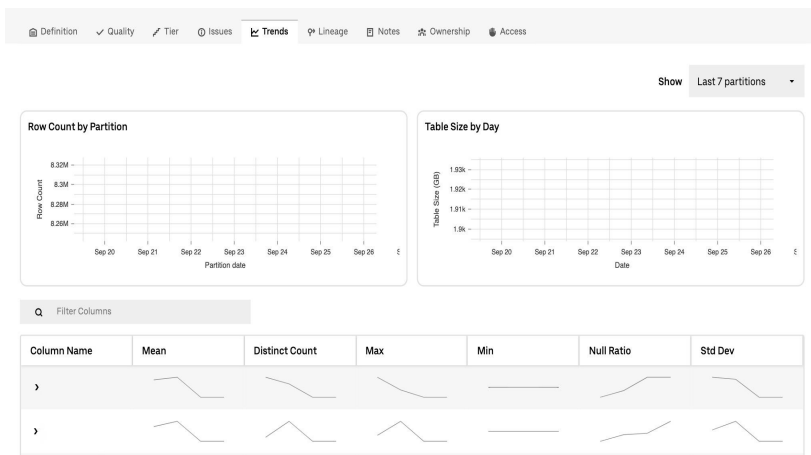 Definition Quality Tier Issues Trends Lineage Notes Ownership Access
Show Last 7 partitions
Row Count by Partition
8.32M
8.3M
8.28M
8.26M
Row Count
Sep 20 Sep 21 Sep 22 Sep 23 Sep 24 Sep 25 Sep 26 S
Partition date
Table Size by Day
1.93k
1.92k
1.91k
1.9k
Table Size (GB)
Sep 20 Sep 21 Sep 22 Sep 23 Sep 24 Sep 25 Sep 26 S
Date
Filter Columns
Column Name Mean Distinct Count Max Min Null Ratio Std Dev